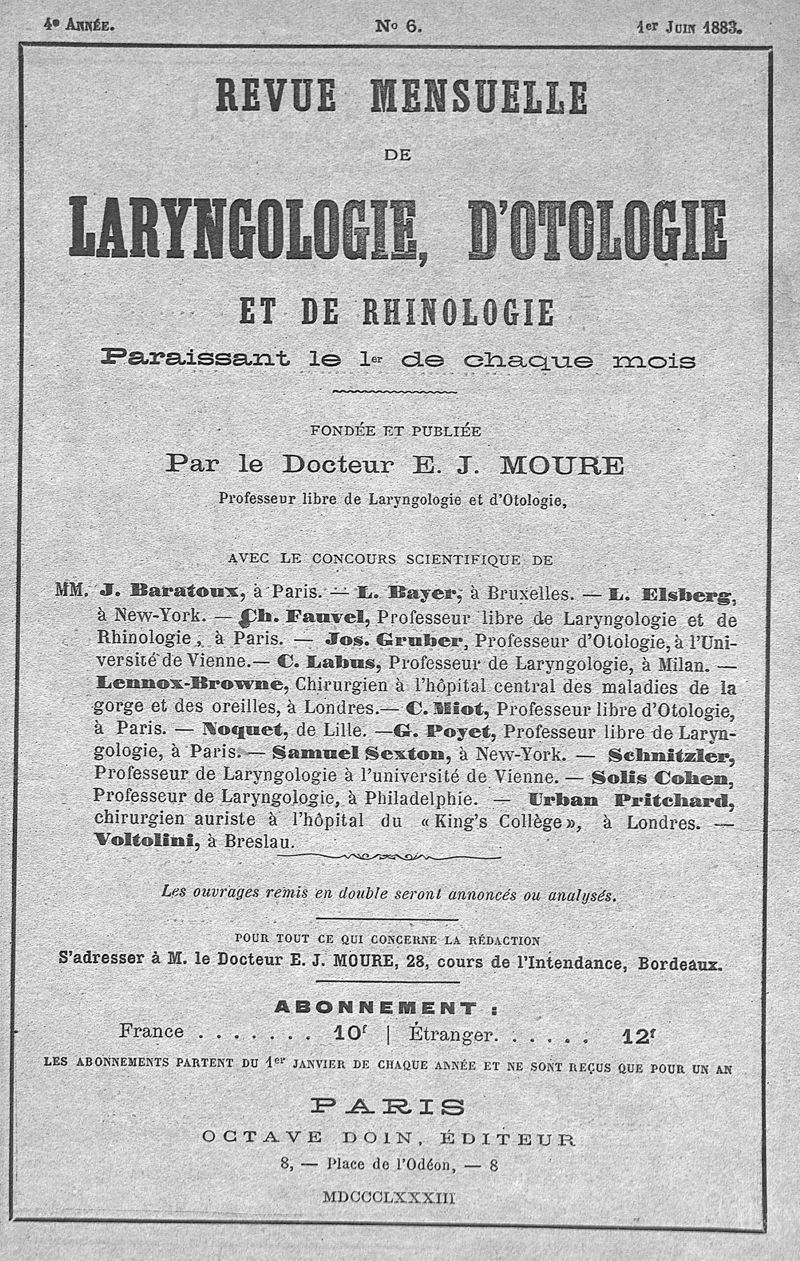 4e ANNÉE. No 6. 1er JUIN 1883.
REVUE MENSUELLE
DE
LARYNGOLOGIE, D'OTOLOGIE
ET DE RHINOLOGIE
Paraissant le 1er de chaque mois
FONDÉE ET PUBLIÉE
Par le Docteur E. J. MOURE
Professeur libre de Laryngologie et d'Otologie,
AVEC LE CONCOURS SCIENTIFIQUE DE
MM. J. Baratoux, à Paris. — L. Bayer, à Bruxelles. — L. Elsberg,
à New-York. — Ch. Fauvel, Professeur libre de Laryngologie et de
Rhinologie, à Paris. — Jos. Gruber, Professeur d'Otologie, à l'Uni-
versité de Vienne. — C. Labus, Professeur de Laryngologie, à Milan. —
Lennox-Browne, Chirurgien à l'hôpital central des maladies de la
gorge et des oreilles, à Londres. — C. Miot, Professeur libre d'Otologie,
à Paris. — Noquet, de Lille. — G. Poyet, Professeur libre de Laryn-
gologie, à Paris. — Samuel Sexton, à New-York. — Schnitzler,
Professeur de Laryngologie à l'université de Vienne. — Solis Cohen,
Professeur de Laryngologie, à Philadelphie. — Urban Pritchard,
chirurgien auriste à l'hôpital du « King's Collège », à Londres. —
Voltolini, à Breslau.
Les ouvrages remis en double seront annoncés ou analysés.
POUR TOUT CE QUI CONCERNE LA RÉDACTION
S'adresser à M. le Docteur E. J. MOURE, 28, cours de l'Intendance, Bordeaux.
ABONNEMENT :
France . . . . . . . 10f | Étranger. . . . . . 12f
LES ABONNEMENTS PARTENT DU 1er JANVIER DE CHAQUE ANNÉE ET NE SONT REÇUS QUE POUR UN AN
PARIS
OCTAVE DOIN, ÉDITEUR
8, — Place de l'Odéon, — 8
MDCCCLXXXIII